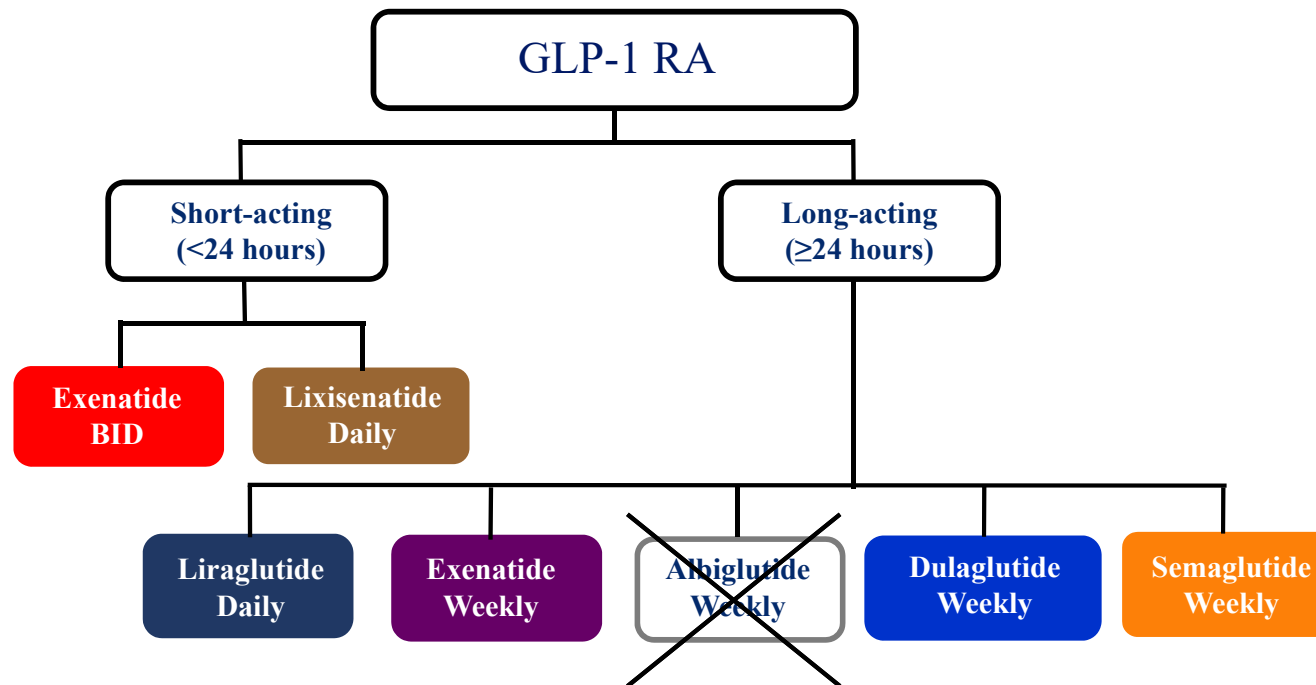 GLP-1 RA
Short-acting
(<24 hours)
Long-acting
(≥24 hours)
Exenatide
BID
Lixisenatide
Daily
Liraglutide
Daily
Exenatide
Weekly
Albiglutide
Weekly
Dulaglutide
Weekly
Semaglutide
Weekly